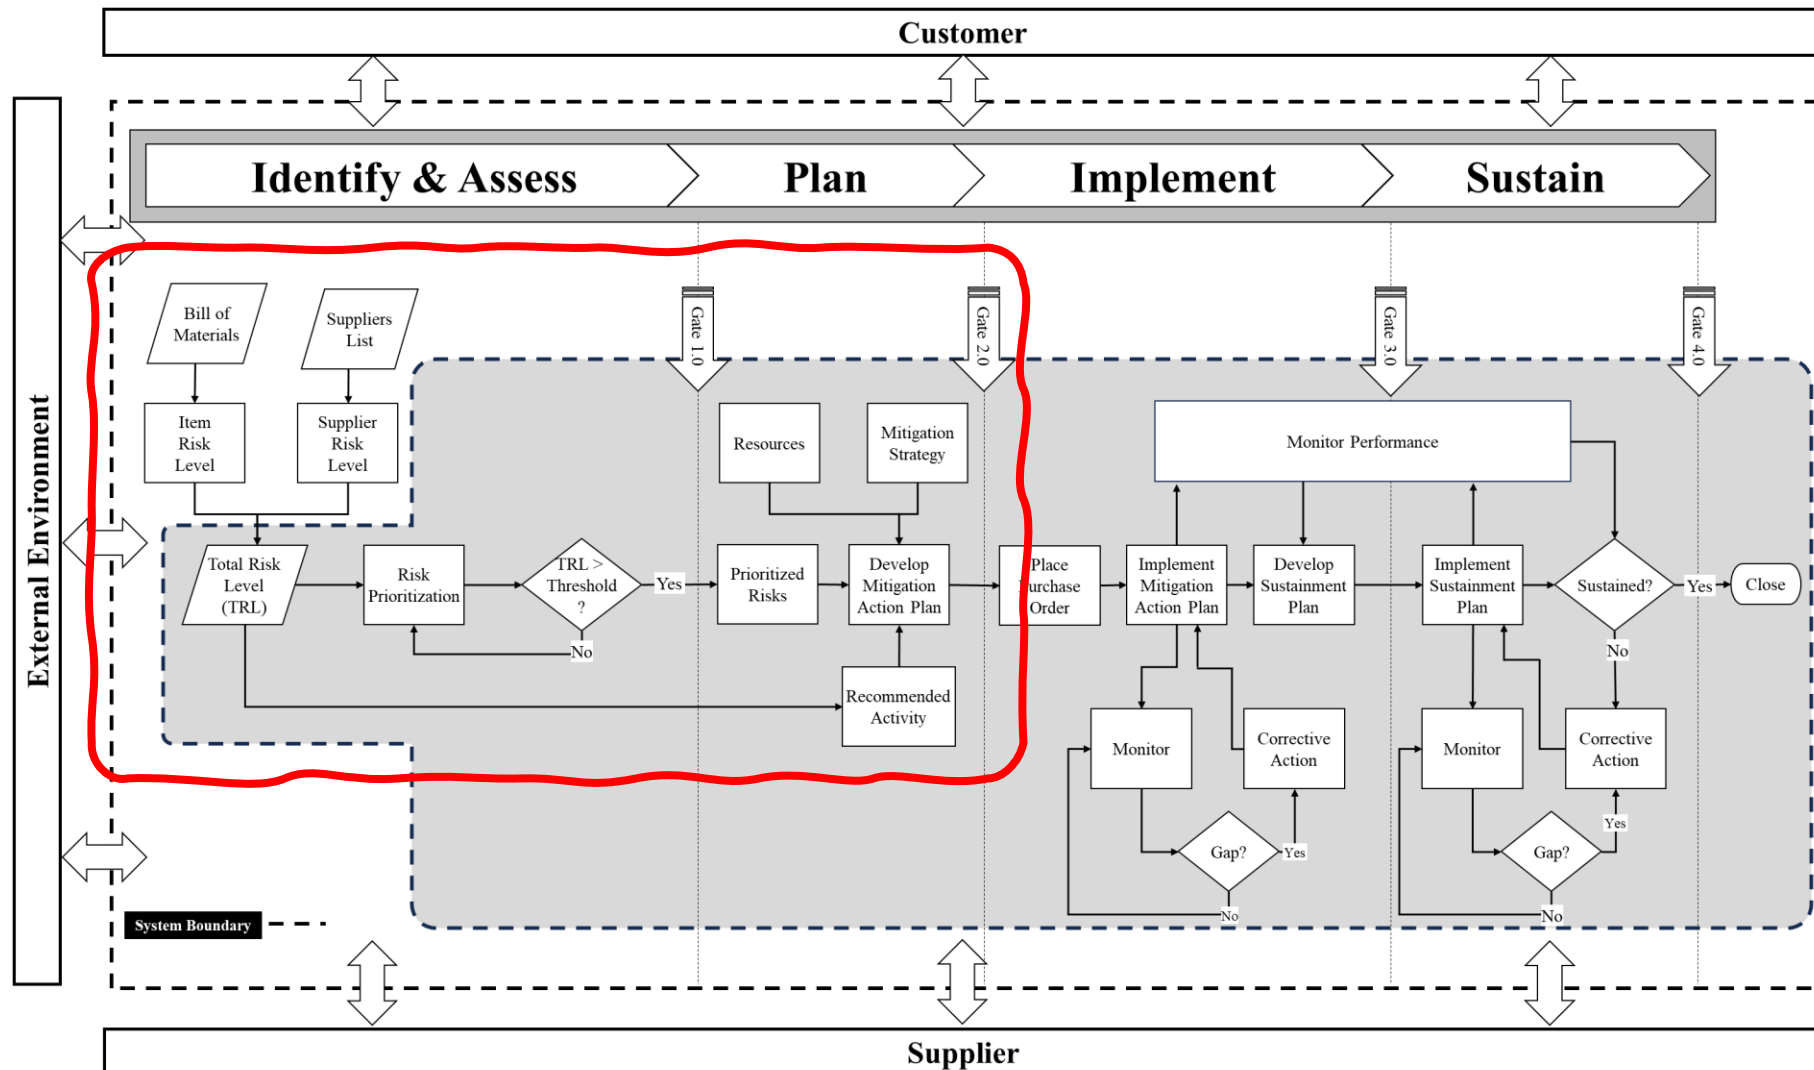 Customer
External Environment
Identify & Assess
Plan
Implement
Sustain
Bill of
Materials
Suppliers
List
Gate 1.0
Gate 2.0
Gate 3.0
Gate 4.0
Item
Risk
Level
Supplier
Risk
Level
Resources
Mitigation
Strategy
Monitor Performance
Total Risk
Level
(TRL)
Risk
Prioritization
TRL >
Threshold
?
Yes
No
Prioritized
Risks
Develop
Mitigation
Action Plan
Place
Purchase
Order
Implement
Mitigation
Action Plan
Develop
Sustainment
Plan
Implement
Sustainment
Plan
Sustained?
Yes
Close
No
Recommended
Activity
Monitor
Corrective
Action
Gap?
Yes
No
Monitor
Corrective
Action
Gap?
Yes
No
System Boundary
Supplier